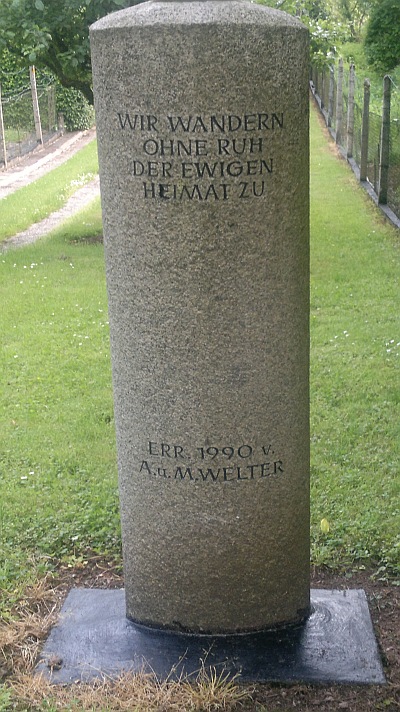 WIR WANDERN
OHNE RUH
DER EWIGEN
HEIMAT ZU
ERR. 1990 v.
A.u.M.WELTER